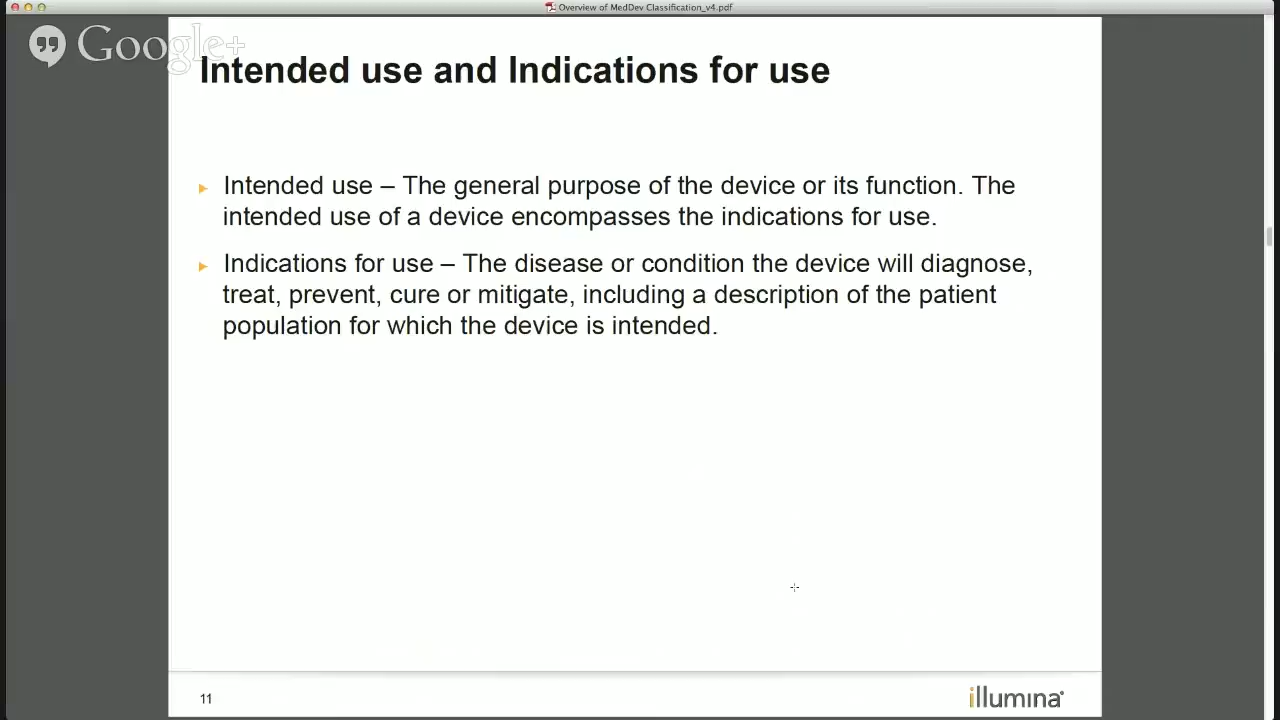 Overview of MedDev Classification_v4.pdf
Google+
Intended use and Indications for use
Intended use – The general purpose of the device or its function. The
intended use of a device encompasses the indications for use.
Indications for use – The disease or condition the device will diagnose,
treat, prevent, cure or mitigate, including a description of the patient
population for which the device is intended.
11
illumina